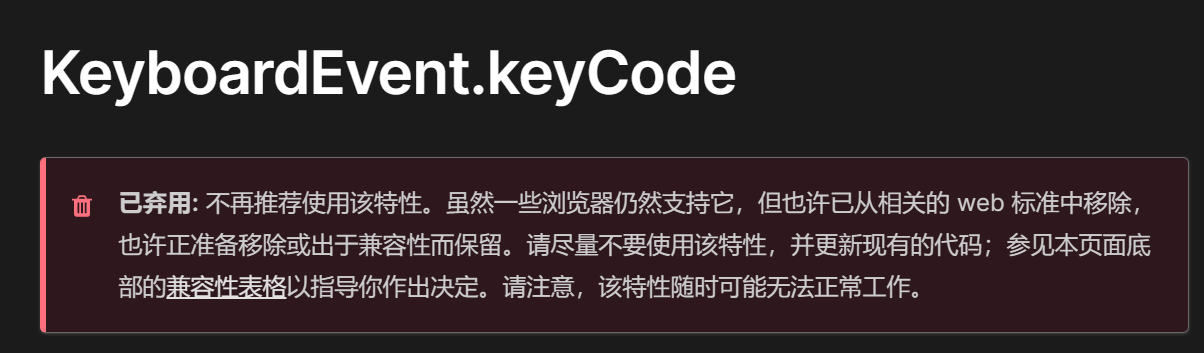 KeyboardEvent.keyCode
已弃用: 不再推荐使用该特性。虽然一些浏览器仍然支持它，但也许已从相关的 web 标准中移除，
也许正准备移除或出于兼容性而保留。请尽量不要使用该特性，并更新现有的代码；参见本页面底
部的兼容性表格以指导你作出决定。请注意，该特性随时可能无法正常工作。